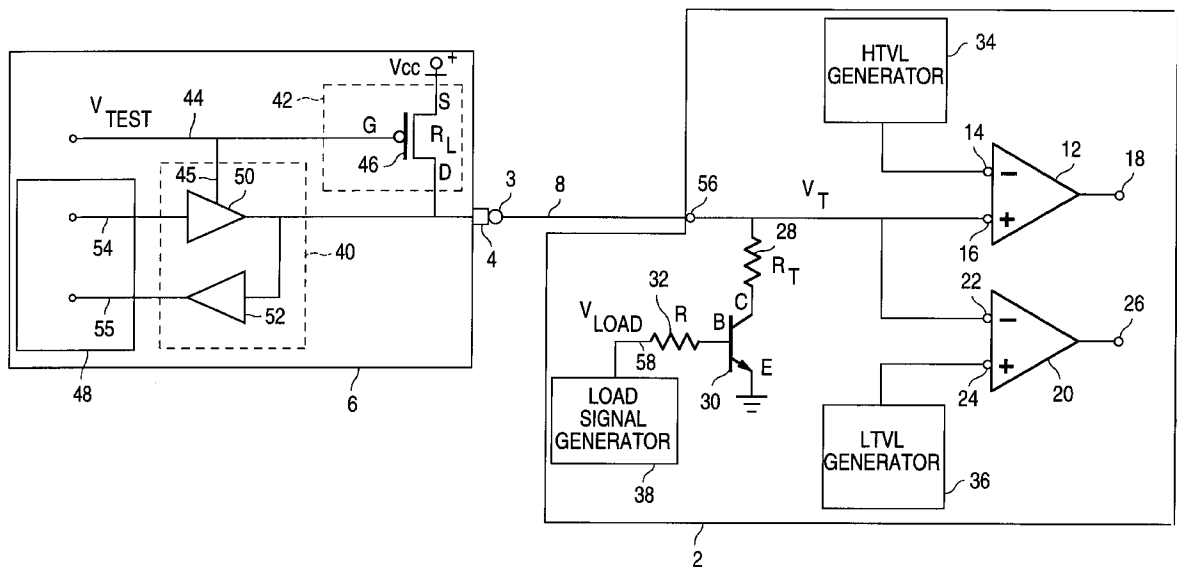 2
HTVL GENERATOR
34
Vcc
+
42
S
V TEST
44
G
R L
46
D
14
12
18
−
+
16
45
50
3
8
56
V T
54
4
28
R T
40
22
26
32
R
V LOAD
C
B
−
+
55
52
58
E
24
20
48
6
30
LOAD SIGNAL GENERATOR
LTVL GENERATOR
38
36
2